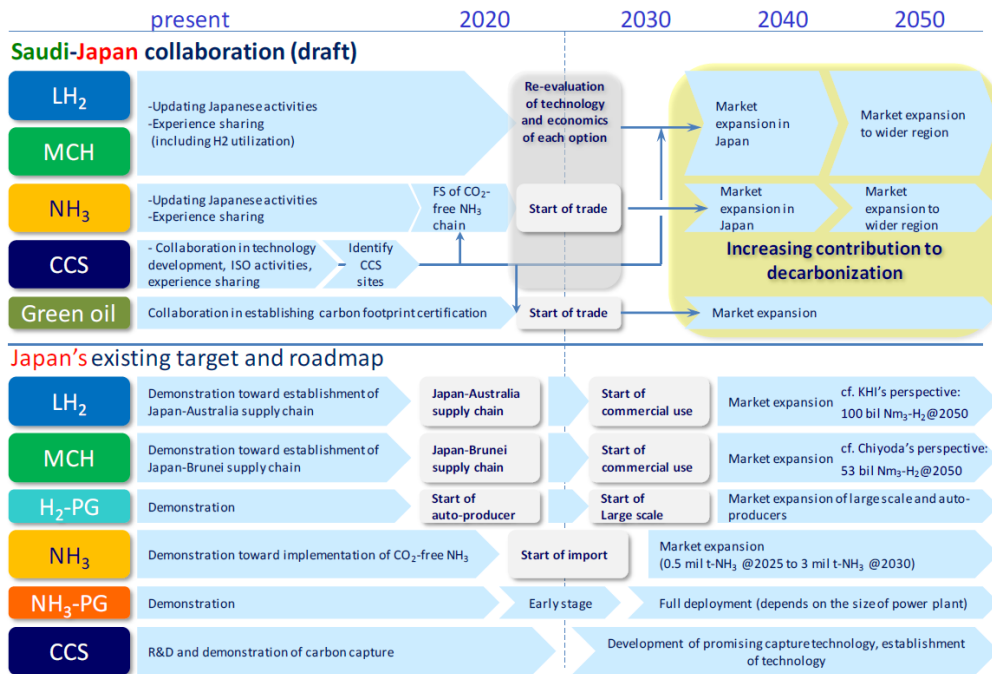 present 2020 2030 2040 2050
Saudi-Japan collaboration (draft)
LH₂
MCH
-Updating Japanese activities
-Experience sharing
(including H2 utilization)
Re-evaluation
of technology
and economics
of each option
Market
expansion in
Japan
Market expansion
to wider region
NH₃
-Updating Japanese activities
-Experience sharing
FS of CO₂-
free NH₃
chain
Start of trade
Market
expansion in
Japan
Market
expansion to
wider region
CCS
- Collaboration in technology
development, ISO activities,
experience sharing
Identify
CCS
sites
Increasing contribution to
decarbonization
Green oil
Collaboration in establishing carbon footprint certification
Start of trade
Market expansion
Japan's existing target and roadmap
LH₂
Demonstration toward establishment of
Japan-Australia supply chain
Japan-Australia
supply chain
Start of
commercial use
Market expansion
cf. KHI's perspective:
100 bil Nm₃-H₂@2050
MCH
Demonstration toward establishment of
Japan-Brunei supply chain
Japan-Brunei
supply chain
Start of
commercial use
Market expansion
cf. Chiyoda's perspective:
53 bil Nm₃-H₂@2050
H₂-PG
Demonstration
Start of
auto-producer
Start of
Large scale
Market expansion of large scale and auto-
producers
NH₃
Demonstration toward implementation of CO₂-free NH₃
Start of import
Market expansion
(0.5 mil t-NH₃ @2025 to 3 mil t-NH₃ @2030)
NH₃-PG
Demonstration
Early stage
Full deployment (depends on the size of power plant)
CCS
R&D and demonstration of carbon capture
Development of promising capture technology, establishment
of technology